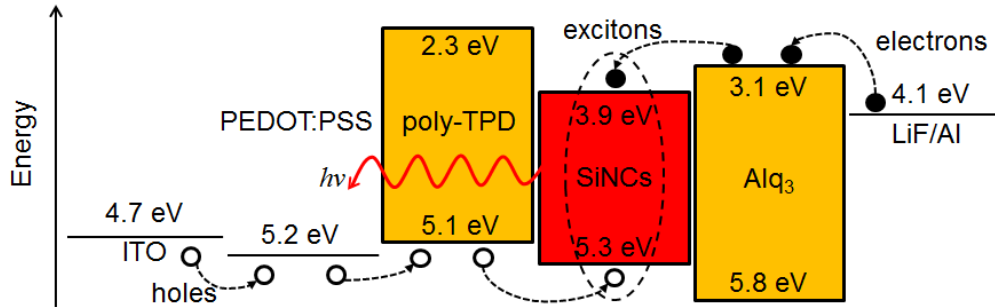 Energy
4.7 eV
ITO
holes
5.2 eV
PEDOT:PSS
hν
2.3 eV
poly-TPD
5.1 eV
excitons
3.9 eV
SiNCs
5.3 eV
3.1 eV
Alq₃
5.8 eV
electrons
4.1 eV
LiF/Al